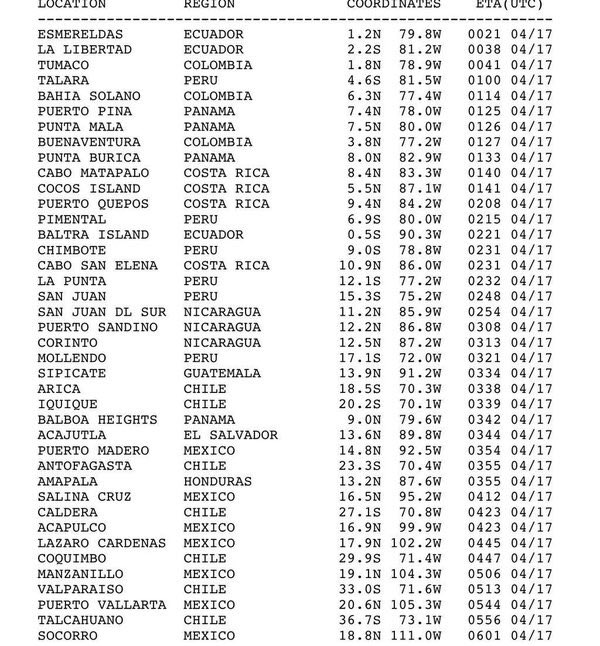 LOCATION REGION COORDINATES ETA(UTC)
--------------------------------------------------------
ESMERELDAS ECUADOR 1.2N 79.8W 0021 04/17
LA LIBERTAD ECUADOR 2.2S 81.2W 0038 04/17
TUMACO COLOMBIA 1.8N 78.9W 0041 04/17
TALARA PERU 4.6S 81.5W 0100 04/17
BAHIA SOLANO COLOMBIA 6.3N 77.4W 0114 04/17
PUERTO PINA PANAMA 7.4N 78.0W 0125 04/17
PUNTA MALA PANAMA 7.5N 80.0W 0126 04/17
BUENAVENTURA COLOMBIA 3.8N 77.2W 0127 04/17
PUNTA BURICA PANAMA 8.0N 82.9W 0133 04/17
CABO MATAPALO COSTA RICA 8.4N 83.3W 0140 04/17
COCOS ISLAND COSTA RICA 5.5N 87.1W 0141 04/17
PUERTO QUEPOS COSTA RICA 9.4N 84.2W 0208 04/17
PIMENTAL PERU 6.9S 80.0W 0215 04/17
BALTRA ISLAND ECUADOR 0.5S 90.3W 0221 04/17
CHIMBOTE PERU 9.0S 78.8W 0231 04/17
CABO SAN ELENA COSTA RICA 10.9N 86.0W 0231 04/17
LA PUNTA PERU 12.1S 77.2W 0232 04/17
SAN JUAN PERU 15.3S 75.2W 0248 04/17
SAN JUAN DL SUR NICARAGUA 11.2N 85.9W 0254 04/17
PUERTO SANDINO NICARAGUA 12.2N 86.8W 0308 04/17
CORINTO NICARAGUA 12.5N 87.2W 0313 04/17
MOLLENDO PERU 17.1S 72.0W 0321 04/17
SIPICATE GUATEMALA 13.9N 91.2W 0334 04/17
ARICA CHILE 18.5S 70.3W 0338 04/17
IQUIQUE CHILE 20.2S 70.1W 0339 04/17
BALBOA HEIGHTS PANAMA 9.0N 79.6W 0342 04/17
ACAJUTLA EL SALVADOR 13.6N 89.8W 0344 04/17
PUERTO MADERO MEXICO 14.8N 92.5W 0354 04/17
ANTOFAGASTA CHILE 23.3S 70.4W 0355 04/17
AMAPALA HONDURAS 13.2N 87.6W 0355 04/17
SALINA CRUZ MEXICO 16.5N 95.2W 0412 04/17
CALDERA CHILE 27.1S 70.8W 0423 04/17
ACAPULCO MEXICO 16.9N 99.9W 0423 04/17
LAZARO CARDENAS MEXICO 17.9N 102.2W 0445 04/17
COQUIMBO CHILE 29.9S 71.4W 0447 04/17
MANZANILLO MEXICO 19.1N 104.3W 0506 04/17
VALPARAISO CHILE 33.0S 71.6W 0513 04/17
PUERTO VALLARTA MEXICO 20.6N 105.3W 0544 04/17
TALCAHUANO CHILE 36.7S 73.1W 0556 04/17
SOCORRO MEXICO 18.8N 111.0W 0601 04/17